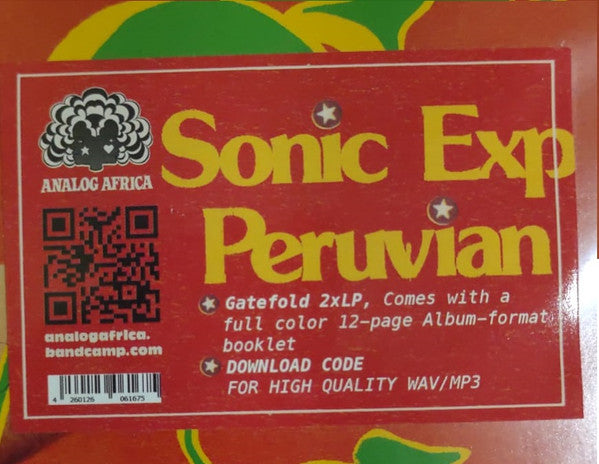 Sonic Exp
Peruvian
ANALOG AFRICA
Gatefold 2xLP, Comes with a
full color 12-page Album-format
booklet
DOWNLOAD CODE
FOR HIGH QUALITY WAV/MP3
analogafrica.
bandcamp.com
4 260126 061675